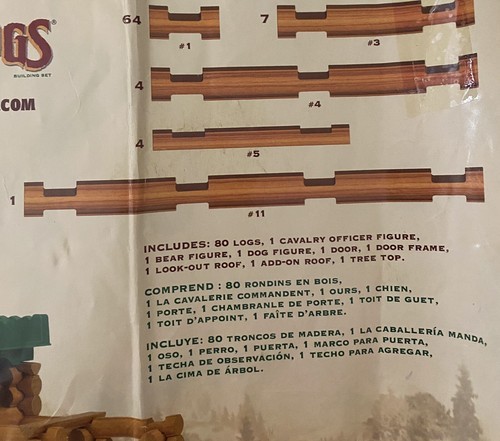 64
7
GS®
#1
#3
BUILDING SET
.COM
4
#4
4
#5
1
#11
INCLUDES: 80 LOGS, 1 CAVALRY OFFICER FIGURE,
1 BEAR FIGURE, 1 DOG FIGURE, 1 DOOR, 1 DOOR FRAME,
1 LOOK-OUT ROOF, 1 ADD-ON ROOF, 1 TREE TOP.
COMPREND : 80 RONDINS EN BOIS,
1 LA CAVALERIE COMMANDENT, 1 OURS, 1 CHIEN,
1 PORTE, 1 CHAMBRANLE DE PORTE, 1 TOIT DE GUET,
1 TOIT D'APPOINT, 1 FAÎTE D'ARBRE.
INCLUYE: 80 TRONCOS DE MADERA, 1 LA CABALLERÍA MANDA,
1 OSO, 1 PERRO, 1 PUERTA, 1 MARCO PARA PUERTA,
1 TECHA DE OBSERVACIÓN, 1 TECHO PARA AGREGAR,
1 LA CIMA DE ÁRBOL.